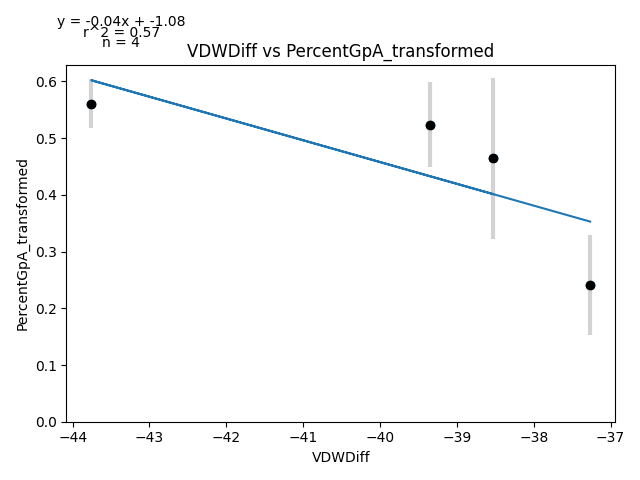 y = -0.04x + -1.08
r^2 = 0.57
n = 4
VDWDiff vs PercentGpA_transformed
0.6
0.5
0.4
0.3
0.2
0.1
0.0
PercentGpA_transformed
−44 −43 −42 −41 −40 −39 −38 −37
VDWDiff